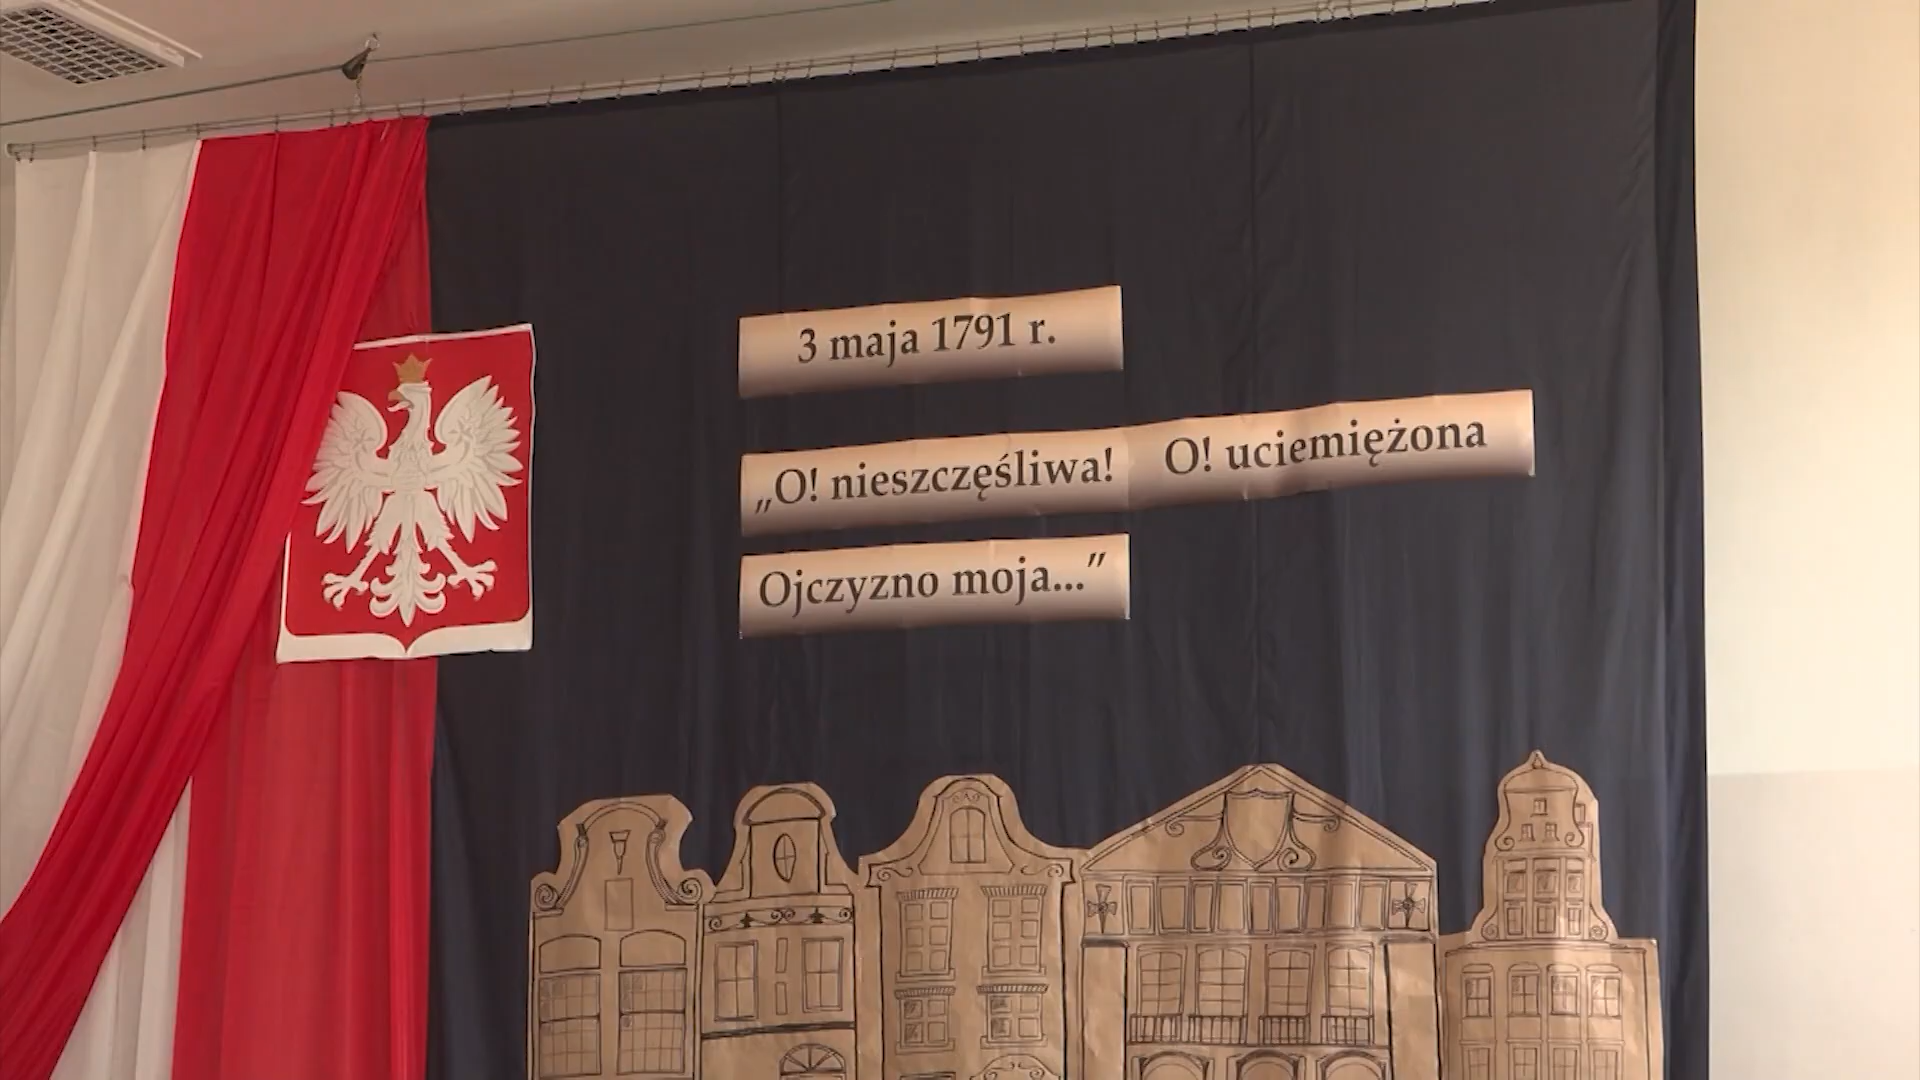 3 maja 1791 r.
„O! nieszczęśliwa! O! uciemiężona
Ojczyzno moja...”